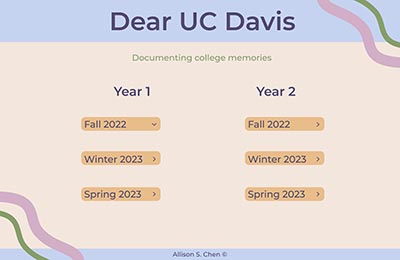 Dear UC Davis
Documenting college memories
Year 1
Year 2
Fall 2022
Fall 2022
Winter 2023
Winter 2023
Spring 2023
Spring 2023
Allison S. Chen ©